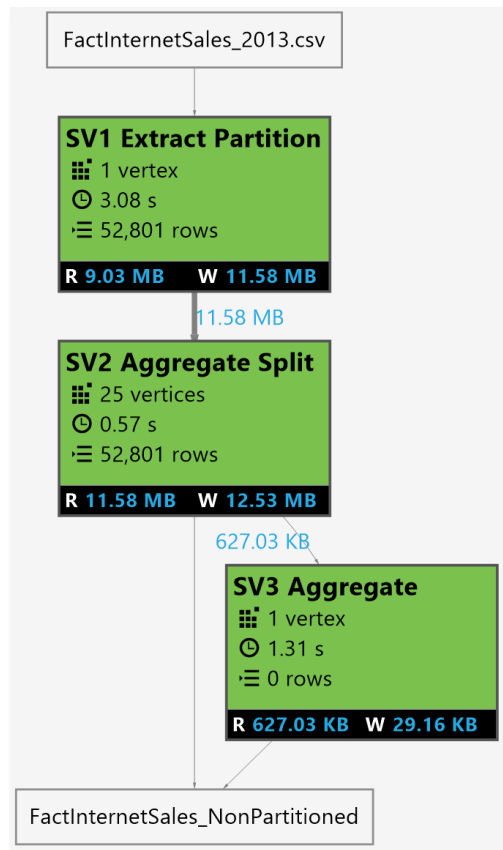 FactInternetSales_2013.csv
SV1 Extract Partition
1 vertex
3.08 s
52,801 rows
R 9.03 MB W 11.58 MB
11.58 MB
SV2 Aggregate Split
25 vertices
0.57 s
52,801 rows
R 11.58 MB W 12.53 MB
627.03 KB
SV3 Aggregate
1 vertex
1.31 s
0 rows
R 627.03 KB W 29.16 KB
FactInternetSales_NonPartitioned